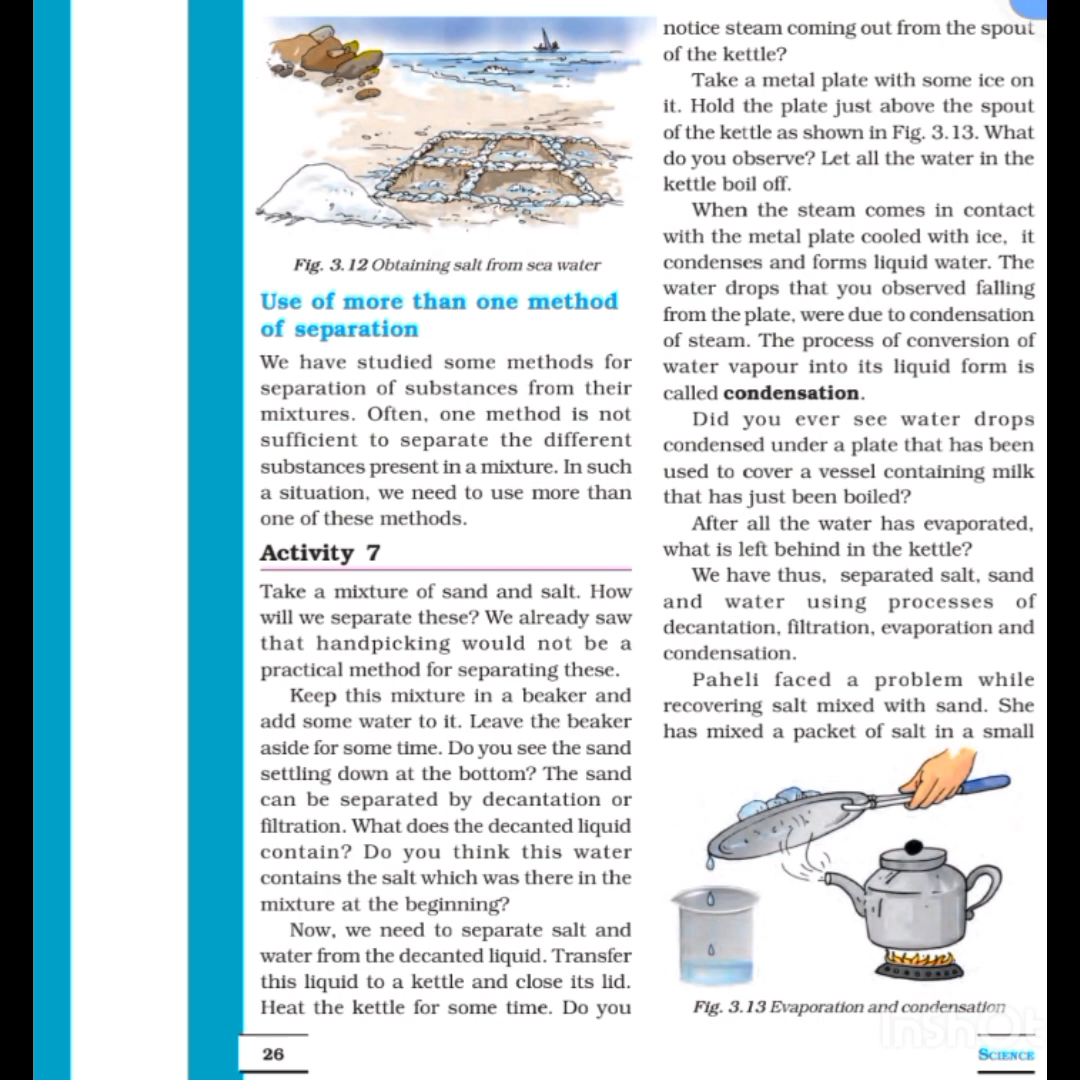 Fig. 3.12 Obtaining salt from sea water
Use of more than one method
of separation
We have studied some methods for
separation of substances from their
mixtures. Often, one method is not
sufficient to separate the different
substances present in a mixture. In such
a situation, we need to use more than
one of these methods.
Activity 7
Take a mixture of sand and salt. How
will we separate these? We already saw
that handpicking would not be a
practical method for separating these.
Keep this mixture in a beaker and
add some water to it. Leave the beaker
aside for some time. Do you see the sand
settling down at the bottom? The sand
can be separated by decantation or
filtration. What does the decanted liquid
contain? Do you think this water
contains the salt which was there in the
mixture at the beginning?
Now, we need to separate salt and
water from the decanted liquid. Transfer
this liquid to a kettle and close its lid.
Heat the kettle for some time. Do you
notice steam coming out from the spout
of the kettle?
Take a metal plate with some ice on
it. Hold the plate just above the spout
of the kettle as shown in Fig. 3.13. What
do you observe? Let all the water in the
kettle boil off.
When the steam comes in contact
with the metal plate cooled with ice, it
condenses and forms liquid water. The
water drops that you observed falling
from the plate, were due to condensation
of steam. The process of conversion of
water vapour into its liquid form is
called condensation.
Did you ever see water drops
condensed under a plate that has been
used to cover a vessel containing milk
that has just been boiled?
After all the water has evaporated,
what is left behind in the kettle?
We have thus, separated salt, sand
and water using processes of
decantation, filtration, evaporation and
condensation.
Paheli faced a problem while
recovering salt mixed with sand. She
has mixed a packet of salt in a small
Fig. 3.13 Evaporation and condensation
26
SCIENCE